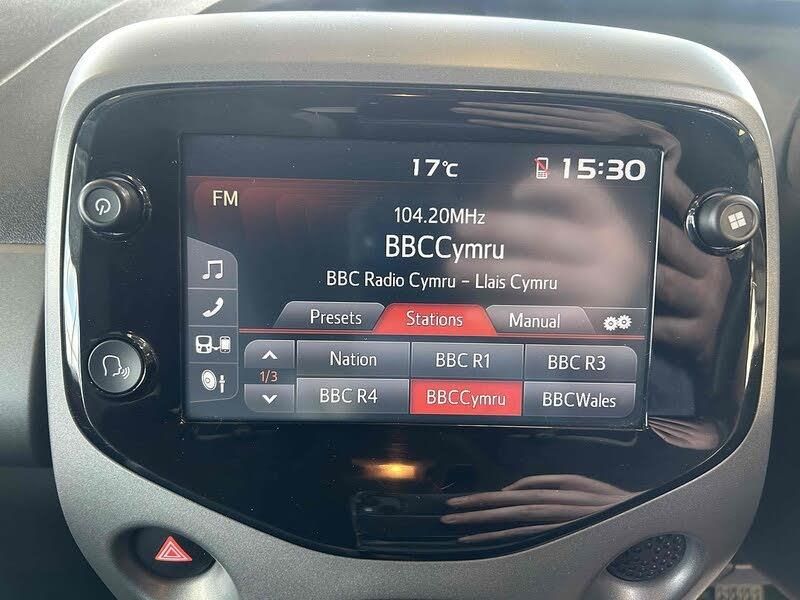 17°C 15:30
FM
104.20MHz
BBCCymru
BBC Radio Cymru - Llais Cymru
Presets Stations Manual
Nation BBC R1 BBC R3
1/3
BBC R4 BBCCymru BBCWales